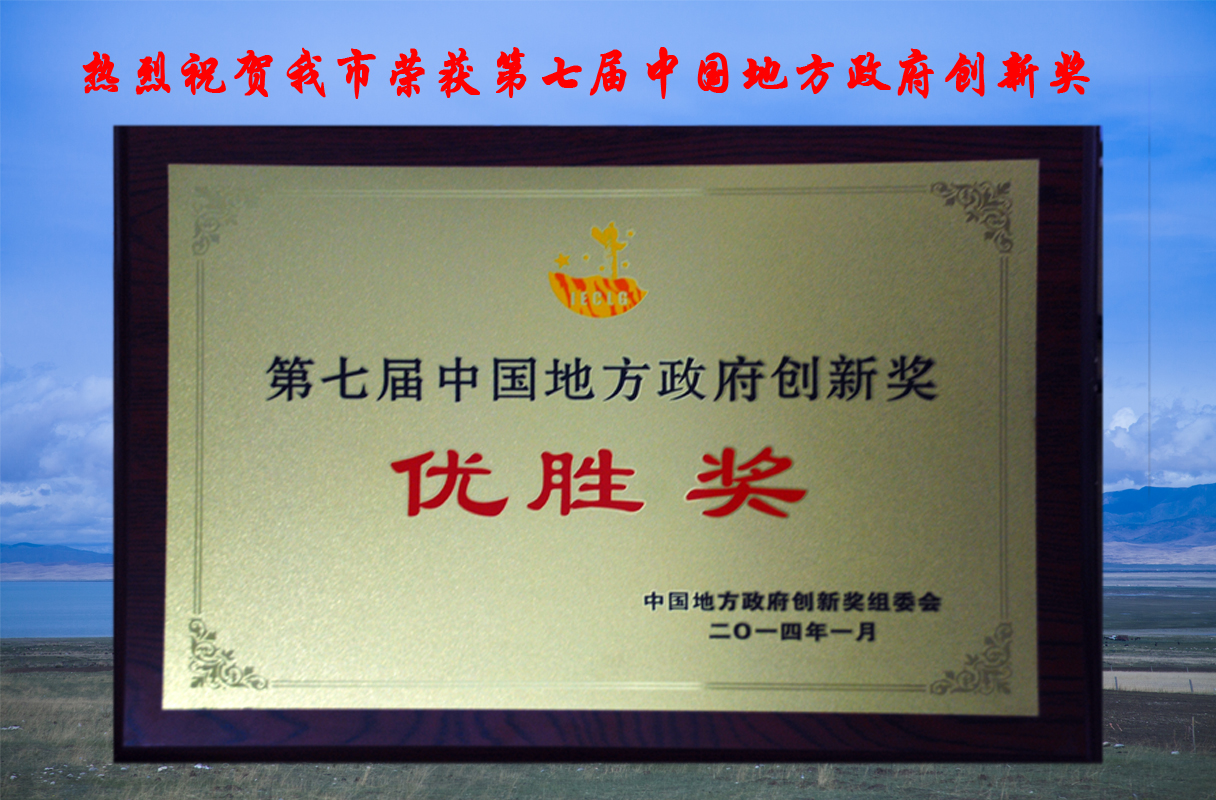 热烈祝贺我市荣获第七届中国地方政府创新奖
IECLG
第七届中国地方政府创新奖
优胜奖
中国地方政府创新奖组委会
二〇一四年一月